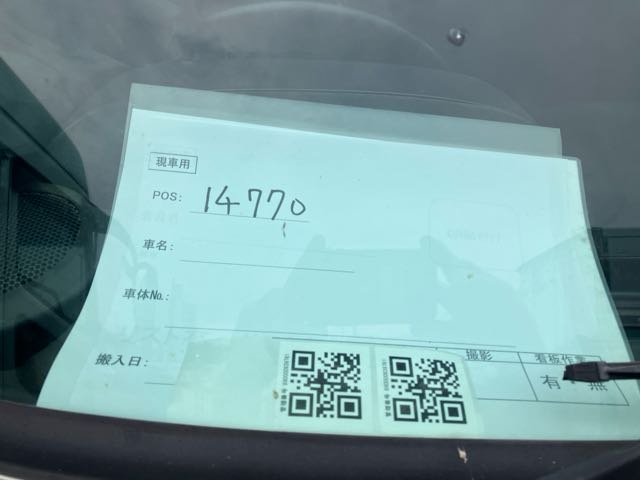 現車用
POS: 14770
車名:
車体No.:
搬入日:
撮影
看板作業
有 無